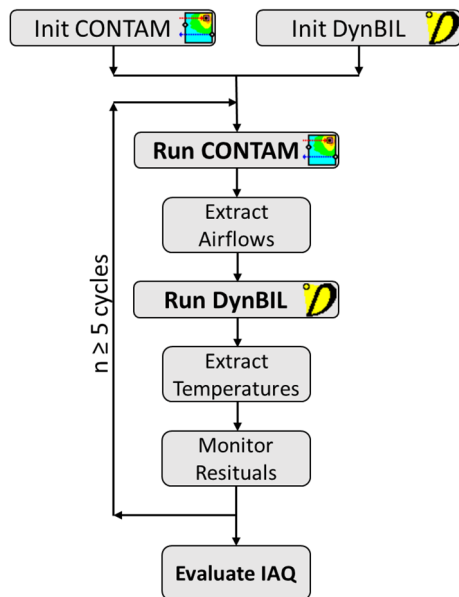 Init CONTAM
Init DynBIL
Run CONTAM
Extract
Airflows
Run DynBIL
n ≥ 5 cycles
Extract
Temperatures
Monitor
Resituals
Evaluate IAQ